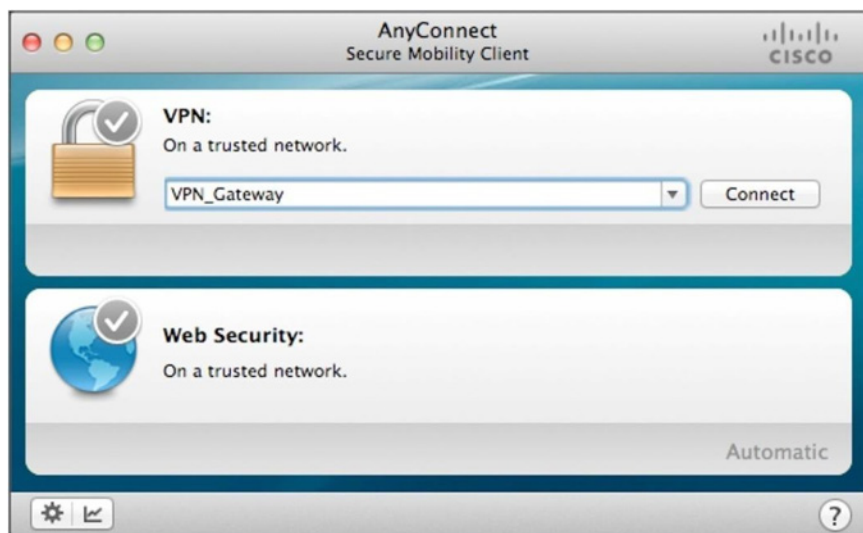 AnyConnect
Secure Mobility Client
CISCO
VPN:
On a trusted network.
VPN_Gateway
Connect
Web Security:
On a trusted network.
Automatic
?